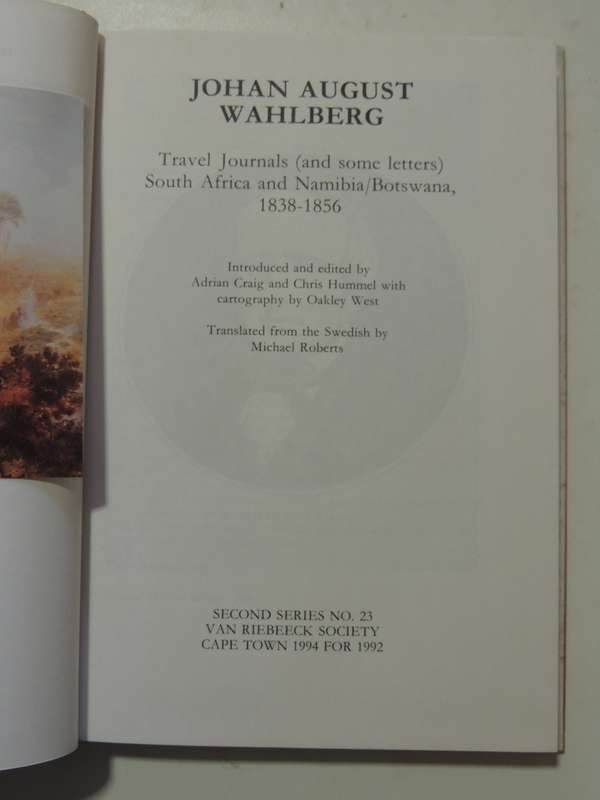 JOHAN AUGUST
WAHLBERG
Travel Journals (and some letters)
South Africa and Namibia/Botswana,
1838-1856
Introduced and edited by
Adrian Craig and Chris Hummel with
cartography by Oakley West
Translated from the Swedish by
Michael Roberts
SECOND SERIES NO. 23
VAN RIEBEECK SOCIETY
CAPE TOWN 1994 FOR 1992